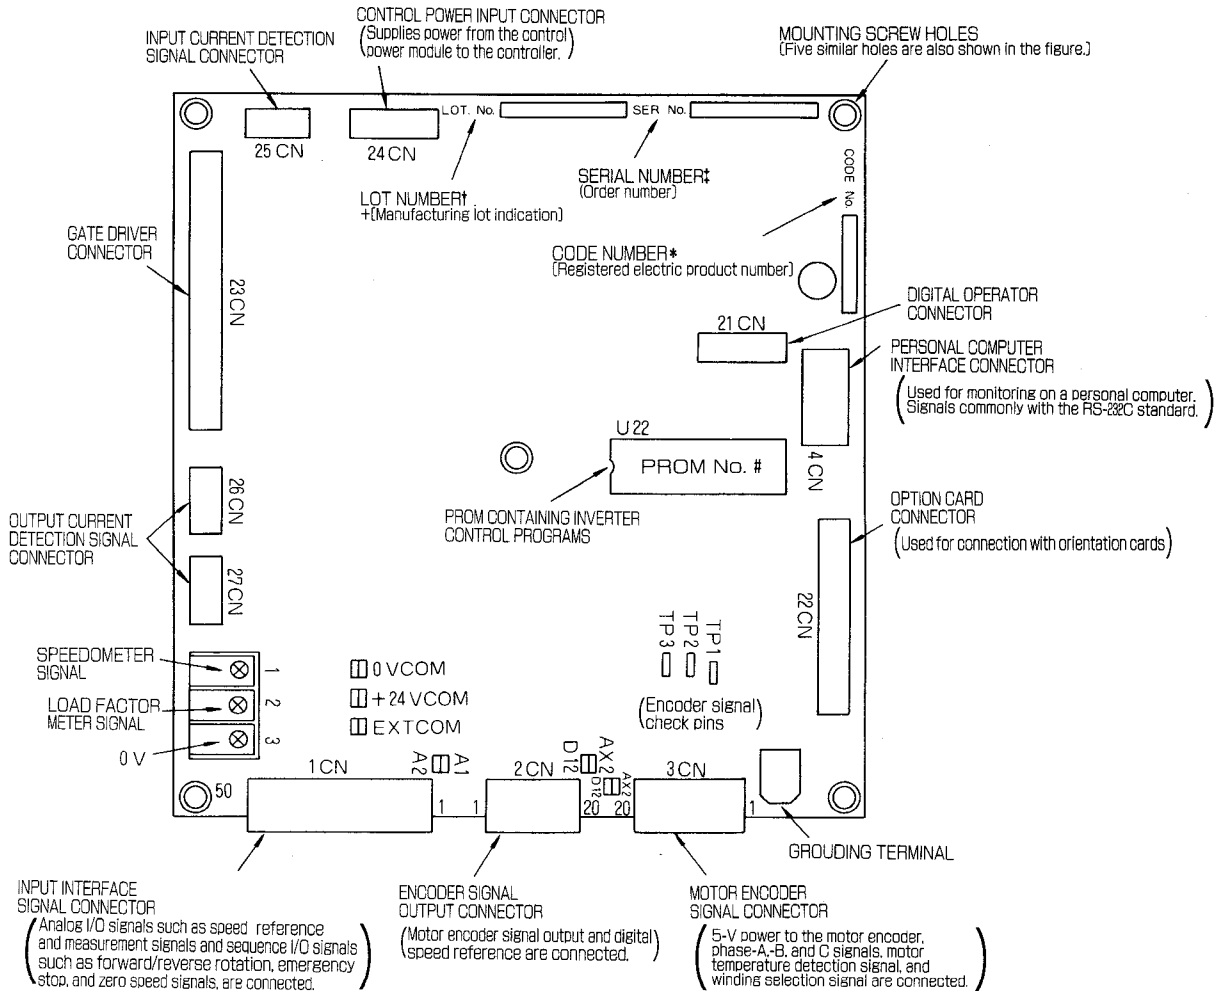 CONTROL POWER INPUT CONNECTOR
(Supplies power from the control
power module to the controller.)
INPUT CURRENT DETECTION
SIGNAL CONNECTOR
MOUNTING SCREW HOLES
(Five similar holes are also shown in the figure.)
LOT. No.
SER No.
25 CN
24 CN
CODE No.
SERIAL NUMBER‡
(Order number)
LOT NUMBER†
+(Manufacturing lot indication)
CODE NUMBER*
(Registered electric product number)
GATE DRIVER
CONNECTOR
23 CN
DIGITAL OPERATOR
CONNECTOR
21 CN
PERSONAL COMPUTER
INTERFACE CONNECTOR
(Used for monitoring on a personal computer.
Signals commonly with the RS-232C standard.)
4 CN
U 22
PROM No. #
PROM CONTAINING INVERTER
CONTROL PROGRAMS
26 CN
OUTPUT CURRENT
DETECTION SIGNAL
CONNECTOR
27 CN
OPTION CARD
CONNECTOR
(Used for connection with orientation cards)
22 CN
TP3
TP2
TP1
(Encoder signal
check pins)
SPEEDOMETER
SIGNAL
1
LOAD FACTOR
METER SIGNAL
2
0 V
3
0 VCOM
+24 VCOM
EXTCOM
A2
A1
D12
AX2
D12
AX2
50
1 CN
1
1
2 CN
20
20
3 CN
1
GROUDING TERMINAL
INPUT INTERFACE
SIGNAL CONNECTOR
(Analog I/O signals such as speed reference
and measurement signals and sequence I/O signals
such as forward/reverse rotation, emergency
stop, and zero speed signals, are connected.)
ENCODER SIGNAL
OUTPUT CONNECTOR
(Motor encoder signal output and digital
speed reference are connected.)
MOTOR ENCODER
SIGNAL CONNECTOR
(5-V power to the motor encoder,
phase-A,-B, and C signals, motor
temperature detection signal, and
winding selection signal are connected.)